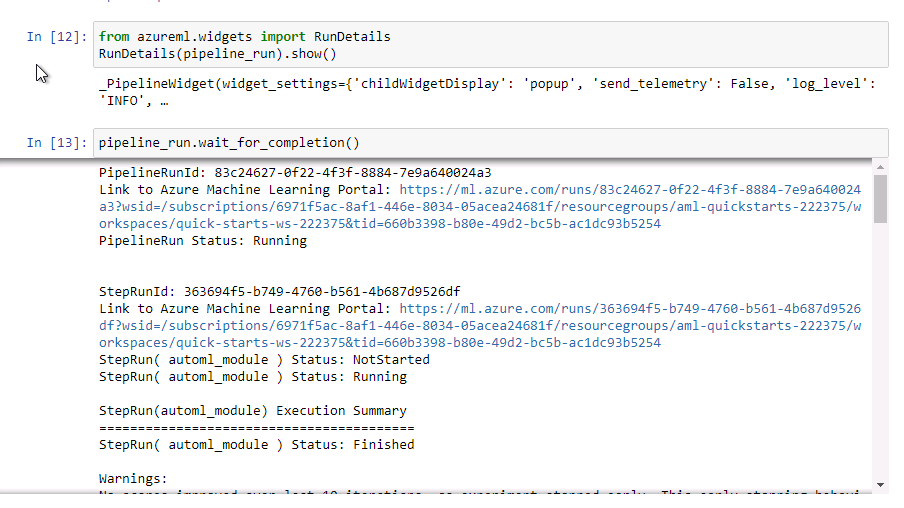 In [12]: from azureml.widgets import RunDetails
RunDetails(pipeline_run).show()
_PipelineWidget(widget_settings={'childWidgetDisplay': 'popup', 'send_telemetry': False, 'log_level':
'INFO', …
In [13]: pipeline_run.wait_for_completion()
PipelineRunId: 83c24627-0f22-4f3f-8884-7e9a640024a3
Link to Azure Machine Learning Portal: https://ml.azure.com/runs/83c24627-0f22-4f3f-8884-7e9a640024
a3?wsid=/subscriptions/6971f5ac-8af1-446e-8034-05acea24681f/resourcegroups/aml-quickstarts-222375/w
orkspaces/quick-starts-ws-222375&tid=660b3398-b80e-49d2-bc5b-ac1dc93b5254
PipelineRun Status: Running
StepRunId: 363694f5-b749-4760-b561-4b687d9526df
Link to Azure Machine Learning Portal: https://ml.azure.com/runs/363694f5-b749-4760-b561-4b687d9526
df?wsid=/subscriptions/6971f5ac-8af1-446e-8034-05acea24681f/resourcegroups/aml-quickstarts-222375/w
orkspaces/quick-starts-ws-222375&tid=660b3398-b80e-49d2-bc5b-ac1dc93b5254
StepRun( automl_module ) Status: NotStarted
StepRun( automl_module ) Status: Running
StepRun(automl_module) Execution Summary
==========================================
StepRun( automl_module ) Status: Finished
Warnings: